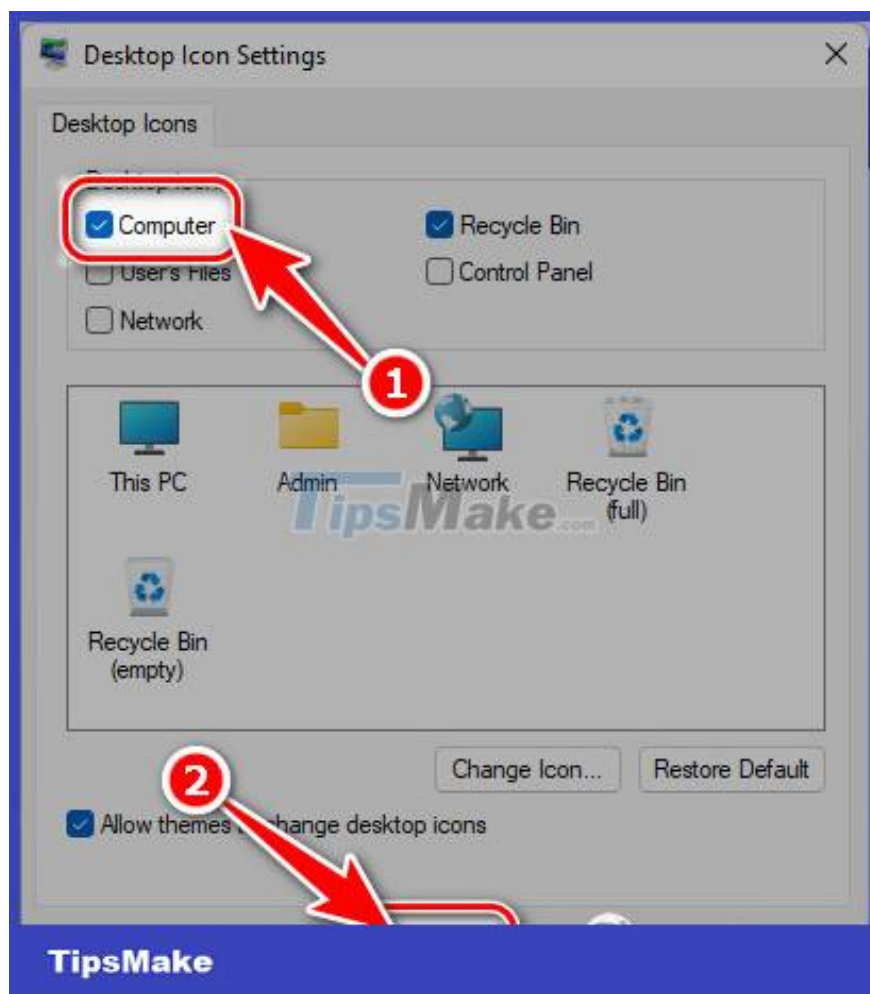 Desktop Icon Settings
Desktop Icons
Computer
Recycle Bin
User's Files
Control Panel
Network
1
This PC
Admin
Network
Recycle Bin
(full)
TipsMake.com
Recycle Bin
(empty)
Change Icon...
Restore Default
2
Allow themes change desktop icons
TipsMake